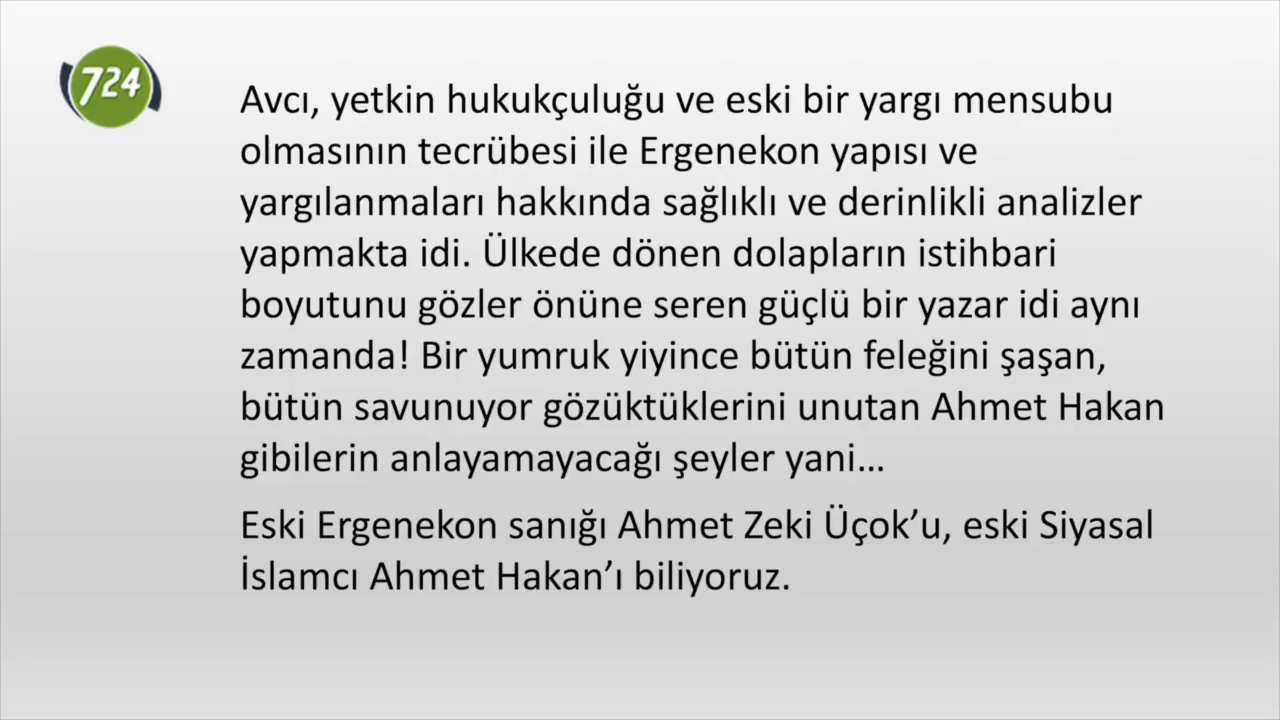 724
Avcı, yetkin hukukçuluğu ve eski bir yargı mensubu
olmasının tecrübesi ile Ergenekon yapısı ve
yargılanmaları hakkında sağlıklı ve derinlikli analizler
yapmakta idi. Ülkede dönen dolapların istihbari
boyutunu gözler önüne seren güçlü bir yazar idi aynı
zamanda! Bir yumruk yiyince bütün feleğini şaşan,
bütün savunuyor gözüktüklerini unutan Ahmet Hakan
gibilerin anlayamayacağı şeyler yani…
Eski Ergenekon sanığı Ahmet Zeki Üçok’u, eski Siyasal
İslamcı Ahmet Hakan’ı biliyoruz.